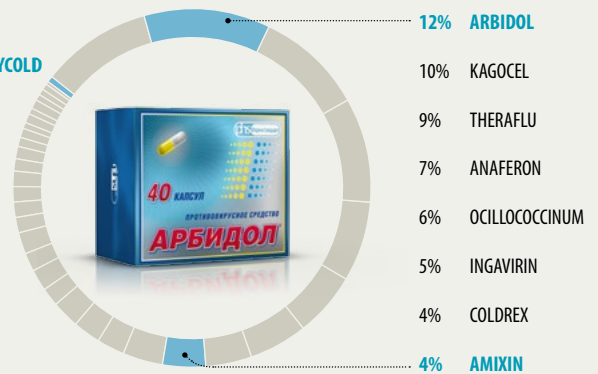 12% ARBIDOL
YCOLD
10% KAGOCEL
9% THERAFLU
7% ANAFERON
6% OCILLOCOCCINUM
5% INGAVIRIN
4% COLDREX
4% AMIXIN
40 КАПСУЛ
ПРОТИВОВИРУСНОЕ СРЕДСТВО
АРБИДОЛ